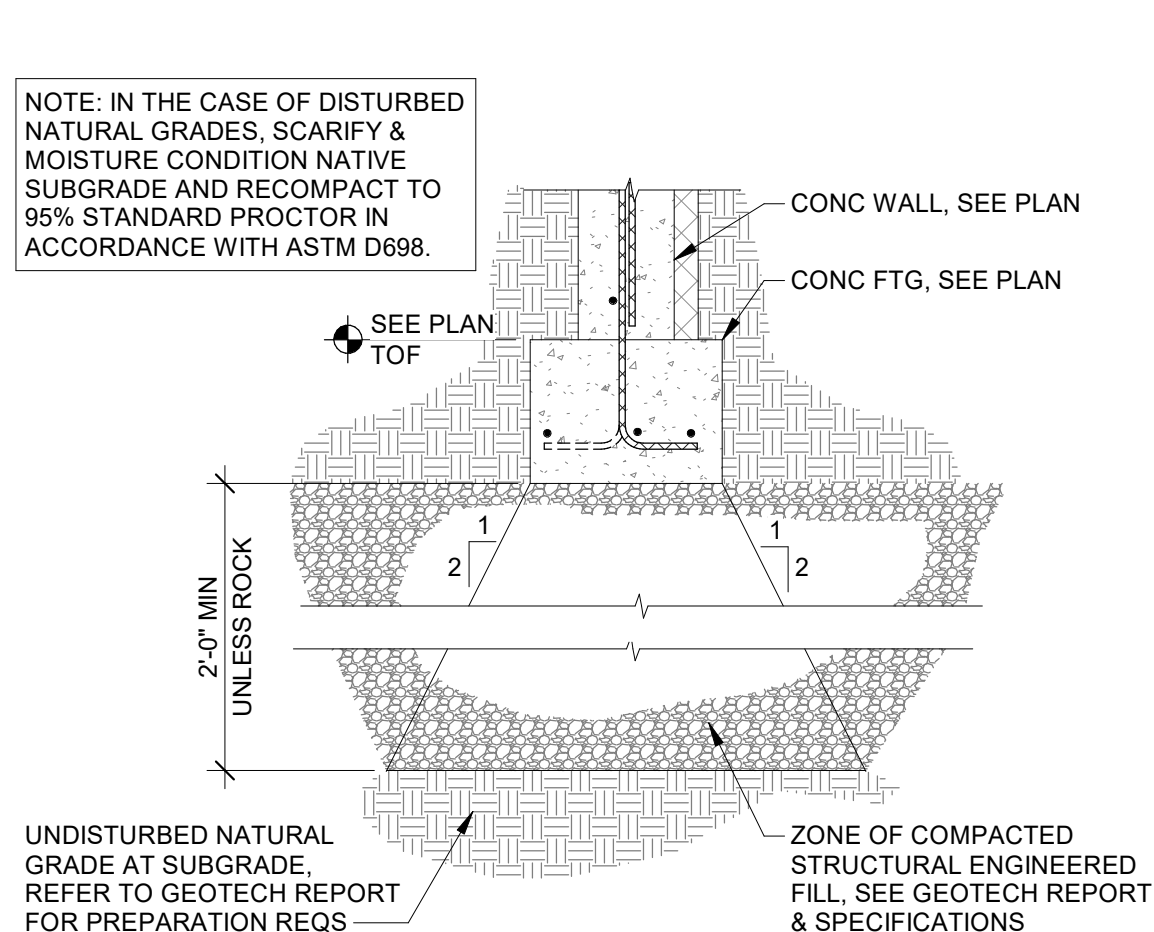 NOTE: IN THE CASE OF DISTURBED
NATURAL GRADES, SCARIFY &
MOISTURE CONDITION NATIVE
SUBGRADE AND RECOMPACT TO
95% STANDARD PROCTOR IN
ACCORDANCE WITH ASTM D698.
CONC WALL, SEE PLAN
CONC FTG, SEE PLAN
SEE PLAN
TOF
2'-0" MIN
UNLESS ROCK
1
2
1
2
UNDISTURBED NATURAL
GRADE AT SUBGRADE,
REFER TO GEOTECH REPORT
FOR PREPARATION REQS
ZONE OF COMPACTED
STRUCTURAL ENGINEERED
FILL, SEE GEOTECH REPORT
& SPECIFICATIONS